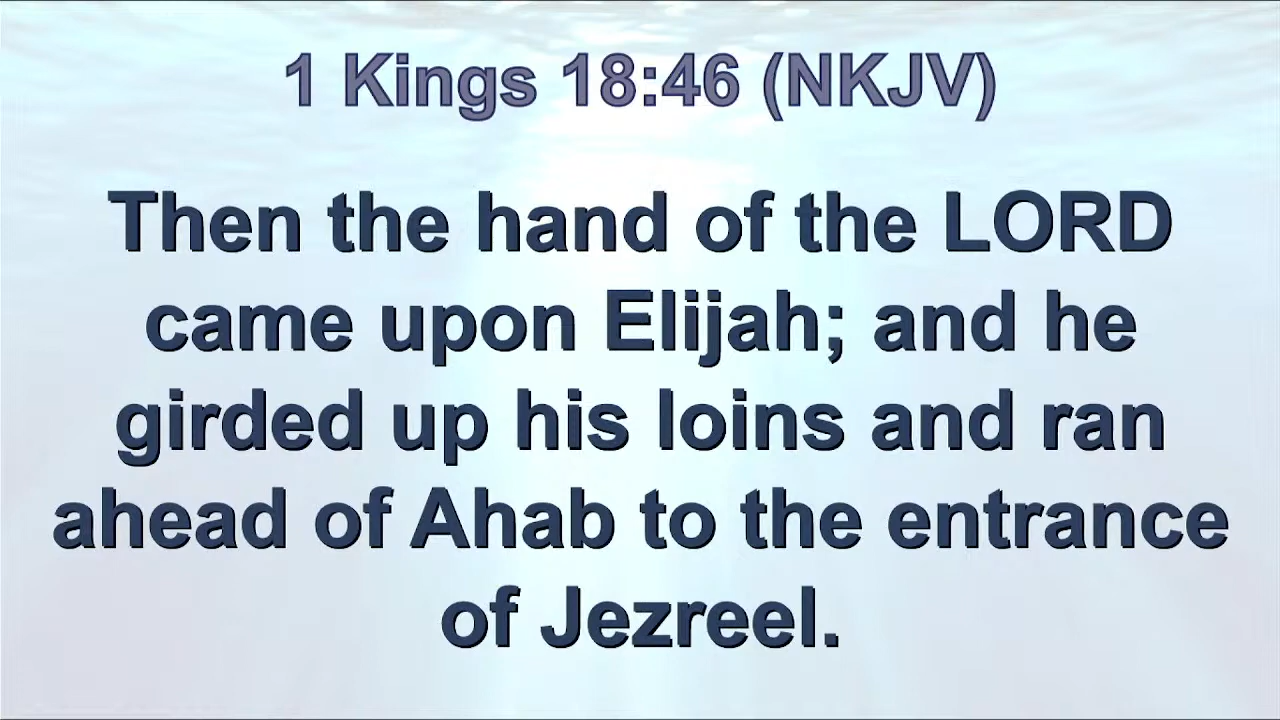 1 Kings 18:46 (NKJV)
Then the hand of the LORD
came upon Elijah; and he
girded up his loins and ran
ahead of Ahab to the entrance
of Jezreel.